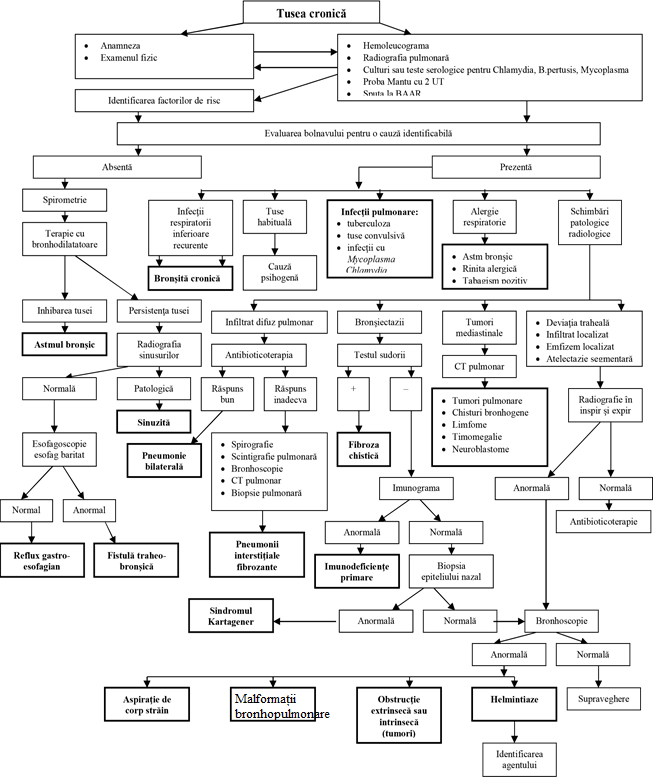 Tusea cronică
• Anamneza
• Examenul fizic
• Hemoleucograma
• Radiografia pulmonară
• Culturi sau teste serologice pentru Chlamydia, B.pertusis, Mycoplasma
• Proba Mantu cu 2 UT
• Sputa la BAAR
Identificarea factorilor de risc
Evaluarea bolnavului pentru o cauză identificabilă
Absentă
Prezentă
Spirometrie
Terapie cu
bronhodilatatoare
Infecții
respiratorii
inferioare
recurente
Tuse
habituală
Infecții pulmonare:
• tuberculoza
• tuse convulsivă
• infecții cu
Mycoplasma
Chlamydia
Alergie
respiratorie
Schimbări
patologice
radiologice
Bronșită cronică
Cauză
psihogenă
• Astm bronșic
• Rinita alergică
• Tabagism pozitiv
Inhibarea tusei
Persistența tusei
Infiltrat difuz pulmonar
Bronșiectazii
Tumori
mediastinale
• Deviația traheală
• Infiltrat localizat
• Emfizem localizat
• Atelectazie segmentară
Astmul bronșic
Radiografia
sinusurilor
Antibioticoterapia
Testul sudorii
CT pulmonar
Normală
Patologică
Răspuns
bun
Răspuns
inadecva
+
–
• Tumori pulmonare
• Chisturi bronhogene
• Limfome
• Timomegalie
• Neuroblastome
Radiografie în
inspir și expir
Sinuzită
Esofagoscopie
esofag baritat
Pneumonie
bilaterală
• Spirografie
• Scintigrafie pulmonară
• Bronhoscopie
• CT pulmonar
• Biopsie pulmonară
Fibroza
chistică
Imunograma
Anormală
Normală
Normal
Anormal
Antibioticoterapie
Anormală
Normală
Reflux gastro-
esofagian
Fistulă traheo-
bronșică
Pneumonii
interstițiale
fibrozante
Imunodeficiențe
primare
Biopsia
epiteliului nazal
Sindromul
Kartagener
Anormală
Normală
Bronhoscopie
Anormală
Normală
Aspirație de
corp străin
Malformații
bronhopulmonare
Obstrucție
extrinsecă sau
intrinsecă
(tumori)
Helmintiaze
Supraveghere
Identificarea
agentului